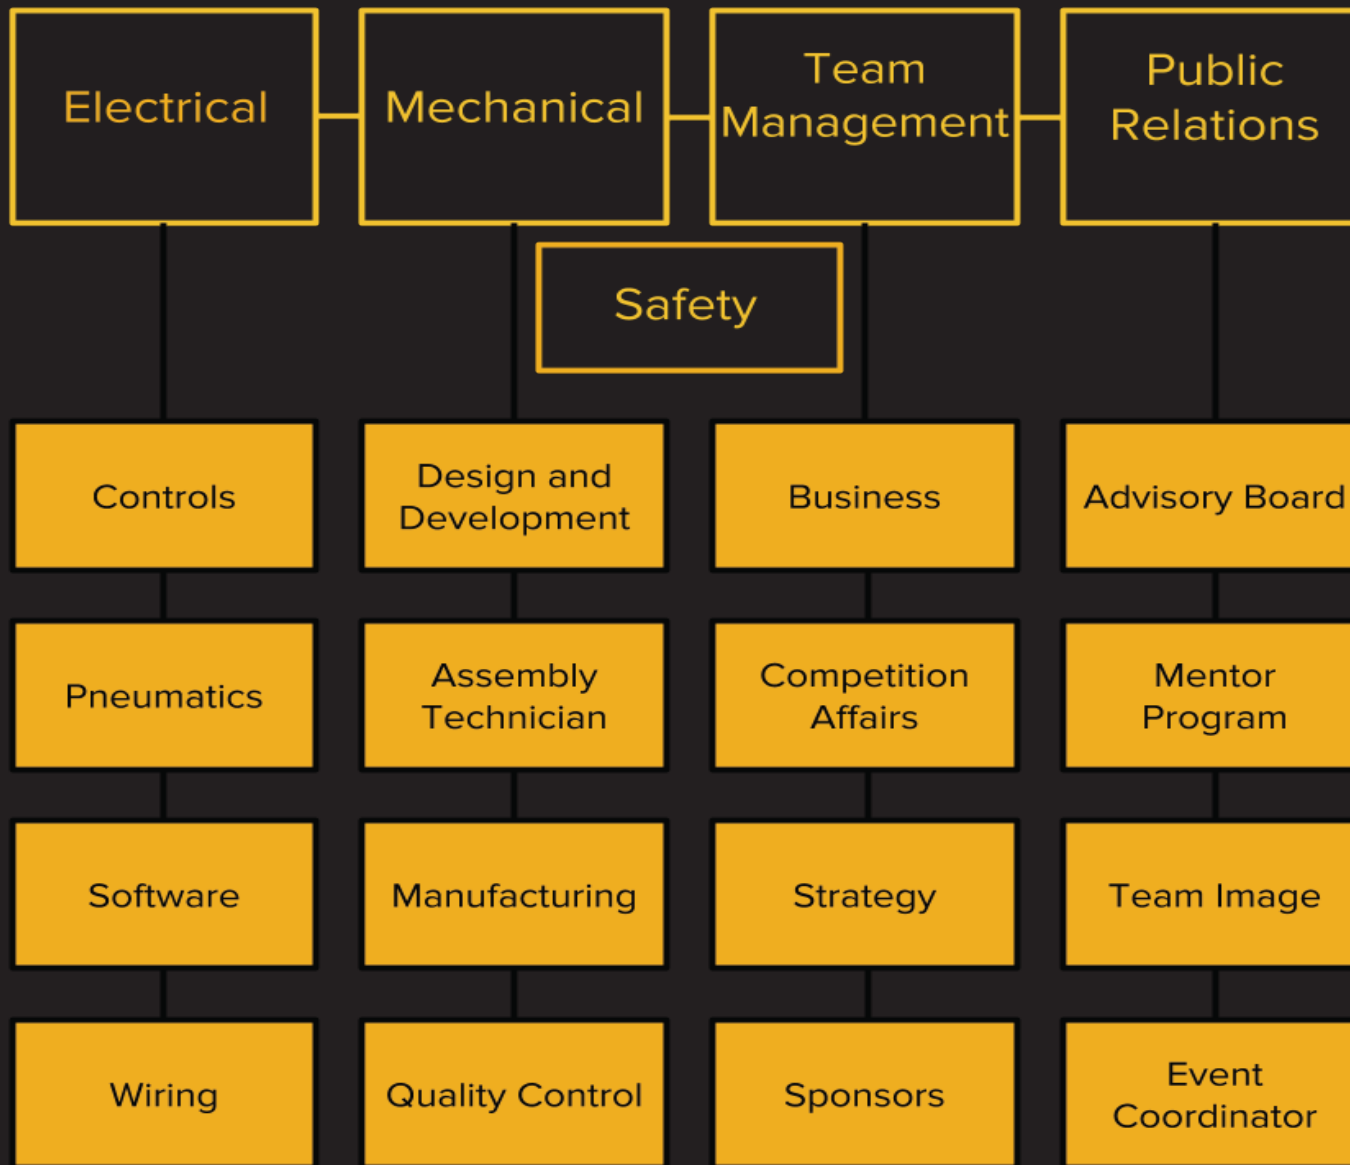 Electrical
Mechanical
Team
Management
Public
Relations
Safety
Controls
Design and
Development
Business
Advisory Board
Pneumatics
Assembly
Technician
Competition
Affairs
Mentor
Program
Software
Manufacturing
Strategy
Team Image
Wiring
Quality Control
Sponsors
Event
Coordinator